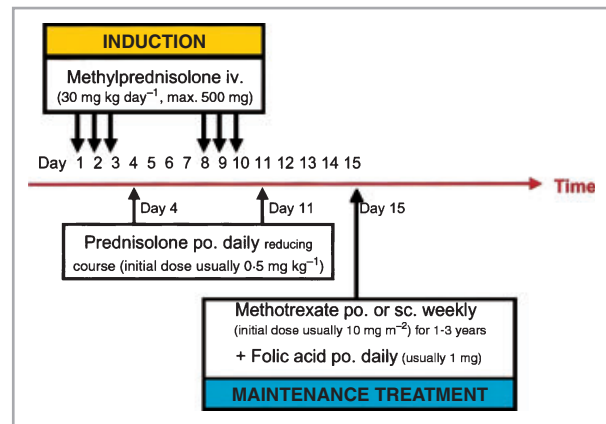 INDUCTION
Methylprednisolone iv.
(30 mg kg day⁻¹, max. 500 mg)
Day 1 2 3 4 5 6 7 8 9 10 11 12 13 14 15
Time
Day 4
Day 11
Day 15
Prednisolone po. daily reducing
course (initial dose usually 0·5 mg kg⁻¹)
Methotrexate po. or sc. weekly
(initial dose usually 10 mg m⁻²) for 1-3 years
+ Folic acid po. daily (usually 1 mg)
MAINTENANCE TREATMENT